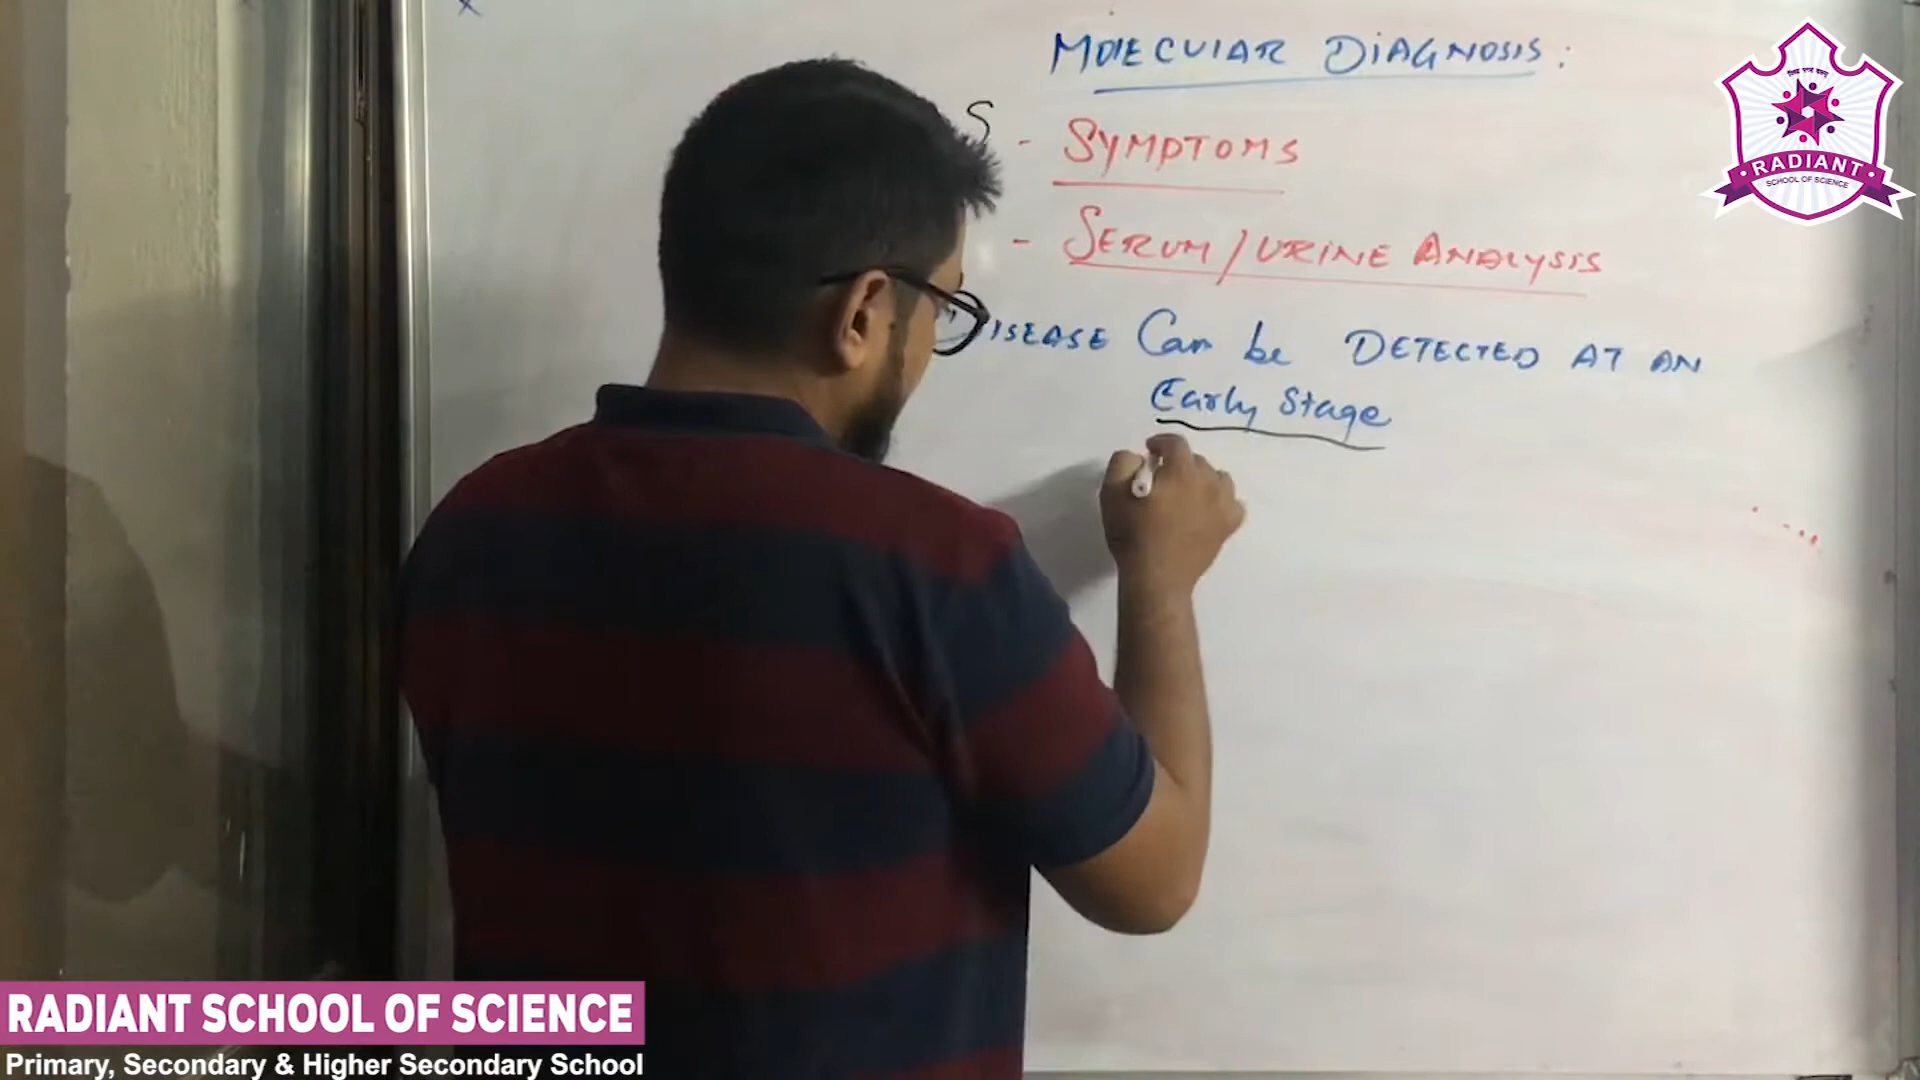 MOLECULAR DIAGNOSIS:
S - SYMPTOMS
- SERUM/URINE ANALYSIS
DISEASE Can be DETECTED AT AN
Early Stage
RADIANT
SCHOOL OF SCIENCE
RADIANT SCHOOL OF SCIENCE
Primary, Secondary & Higher Secondary School